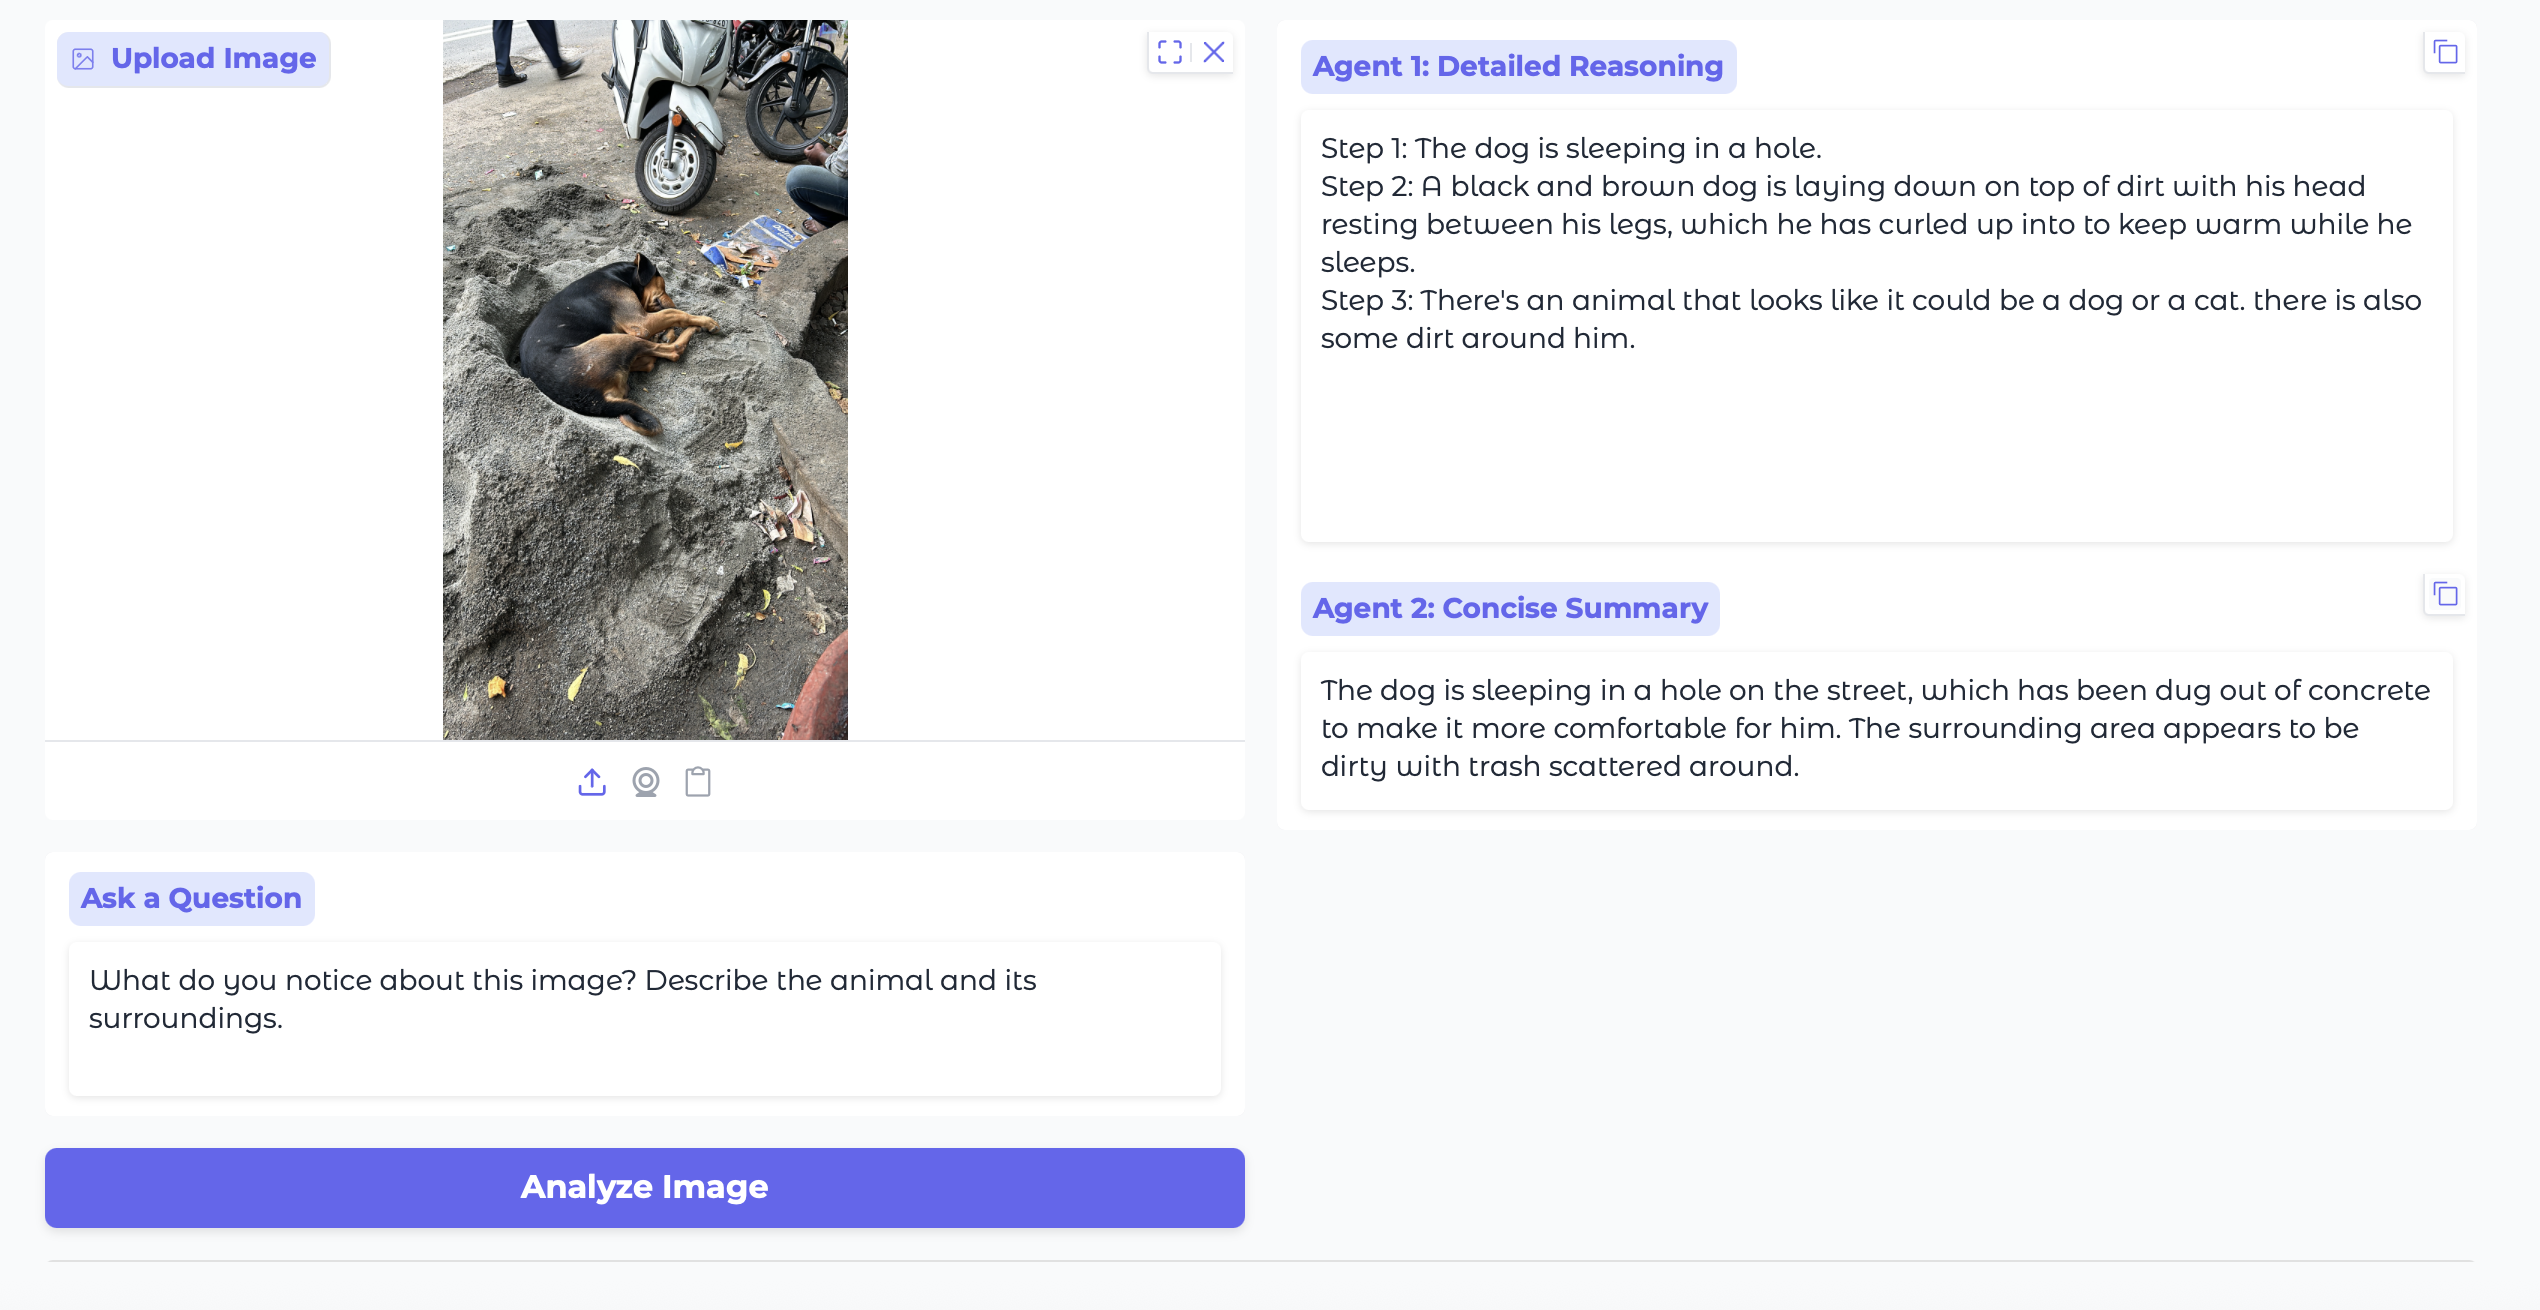 Upload Image
Agent 1: Detailed Reasoning
Step 1: The dog is sleeping in a hole.
Step 2: A black and brown dog is laying down on top of dirt with his head
resting between his legs, which he has curled up into to keep warm while he
sleeps.
Step 3: There's an animal that looks like it could be a dog or a cat. there is also
some dirt around him.
Agent 2: Concise Summary
The dog is sleeping in a hole on the street, which has been dug out of concrete
to make it more comfortable for him. The surrounding area appears to be
dirty with trash scattered around.
Ask a Question
What do you notice about this image? Describe the animal and its
surroundings.
Analyze Image